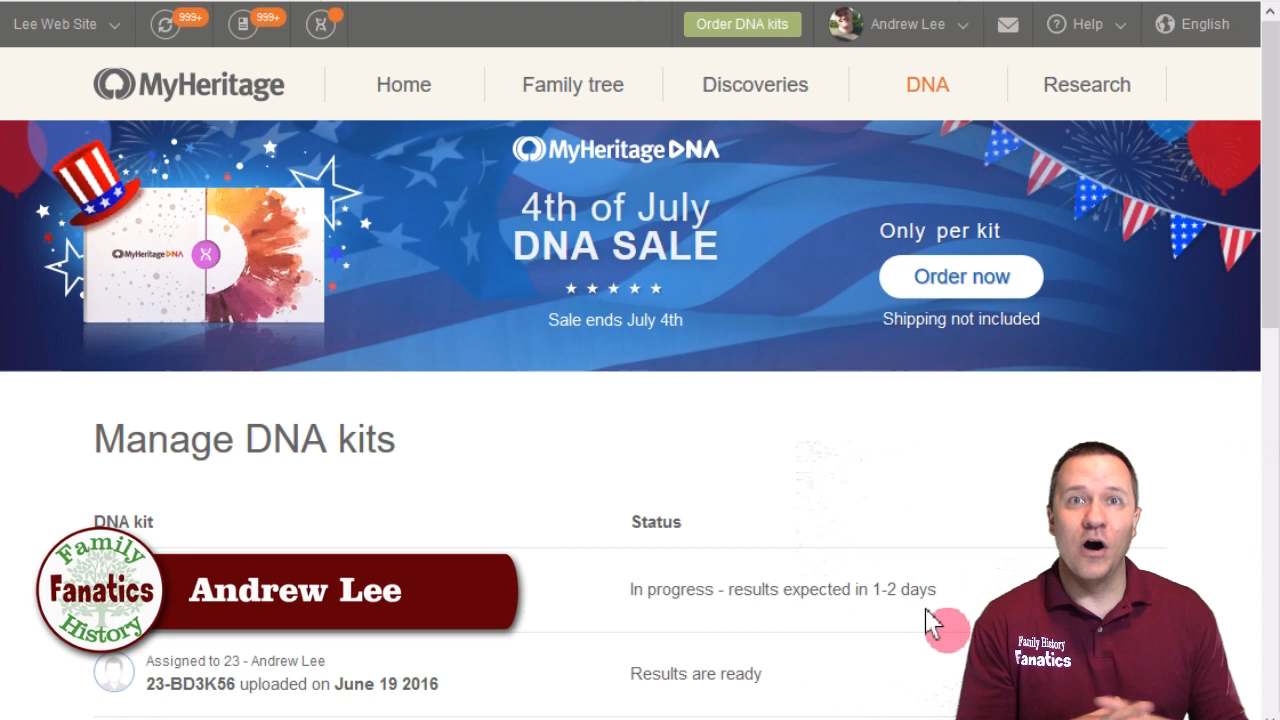 Lee Web Site
999+
999+
Order DNA kits
Andrew Lee
Help
English
MyHeritage
Home
Family tree
Discoveries
DNA
Research
MyHeritage DNA
4th of July
DNA SALE
Sale ends July 4th
Only per kit
Order now
Shipping not included
MyHeritage DNA
Manage DNA kits
DNA kit
Status
In progress - results expected in 1-2 days
Family
Fanatics
History
Andrew Lee
Assigned to 23 - Andrew Lee
23-BD3K56 uploaded on June 19 2016
Results are ready
Family History
Fanatics